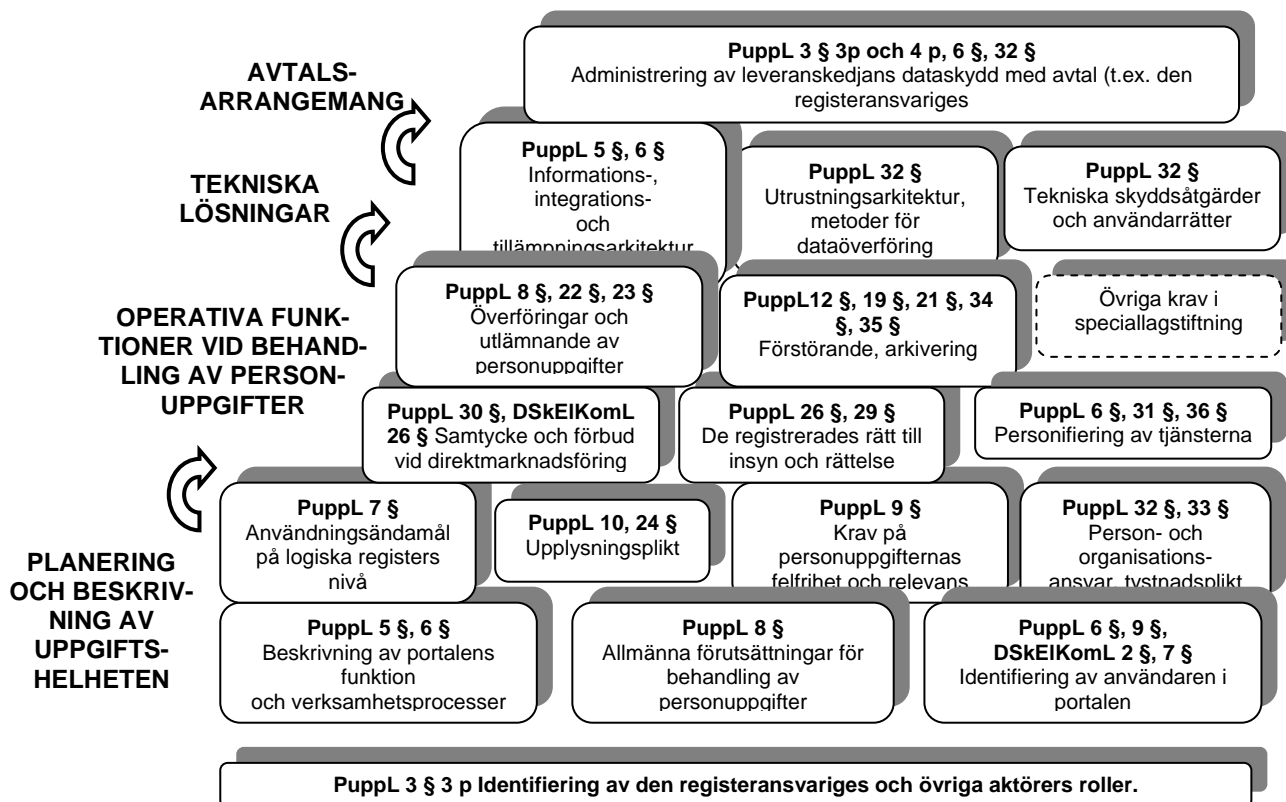 PuppL 3 § 3p och 4 p, 6 §, 32 §
Administrering av leveranskedjans dataskydd med avtal (t.ex. den
registeransvariges
AVTALS-
ARRANGEMANG
PuppL 5 §, 6 §
Informations-,
integrations-
och
tillämpningsarkitektur
PuppL 32 §
Utrustningsarkitektur,
metoder för
dataöverföring
PuppL 32 §
Tekniska skyddsåtgärder
och användarrätter
TEKNISKA
LÖSNINGAR
PuppL 8 §, 22 §, 23 §
Överföringar och
utlämnande av
personuppgifter
PuppL12 §, 19 §, 21 §, 34
§, 35 §
Förstörande, arkivering
Övriga krav i
speciallagstiftning
OPERATIVA FUNK-
TIONER VID BEHAND-
LING AV PERSON-
UPPGIFTER
PuppL 30 §, DSkElKomL
26 § Samtycke och förbud
vid direktmarknadsföring
PuppL 26 §, 29 §
De registrerades rätt till
insyn och rättelse
PuppL 6 §, 31 §, 36 §
Personifiering av tjänsterna
PuppL 7 §
Användningsändamål
på logiska registers
nivå
PuppL 10, 24 §
Upplysningsplikt
PuppL 9 §
Krav på
personuppgifternas
felfrihet och relevans
PuppL 32 §, 33 §
Person- och
organisations-
ansvar, tystnadsplikt
PLANERING
OCH BESKRIV-
NING AV
UPPGIFTS-
HELHETEN
PuppL 5 §, 6 §
Beskrivning av portalens
funktion
och verksamhetsprocesser
PuppL 8 §
Allmänna förutsättningar för
behandling av
personuppgifter
PuppL 6 §, 9 §,
DSkElKomL 2 §, 7 §
Identifiering av användaren i
portalen
PuppL 3 § 3 p Identifiering av den registeransvariges och övriga aktörers roller.